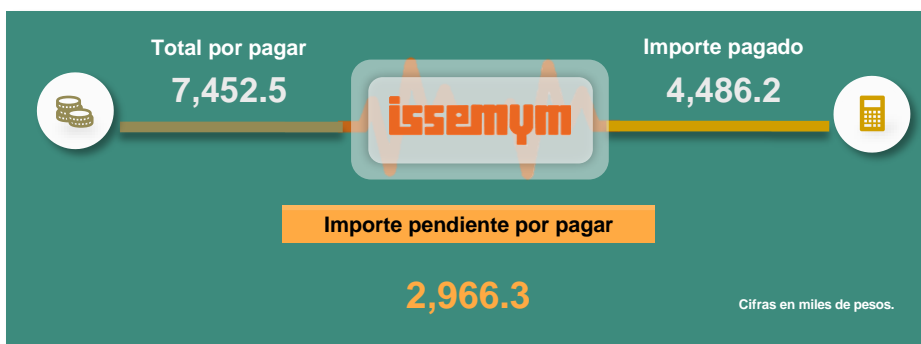 Total por pagar
7,452.5
issemym
Importe pagado
4,486.2
Importe pendiente por pagar
2,966.3
Cifras en miles de pesos.